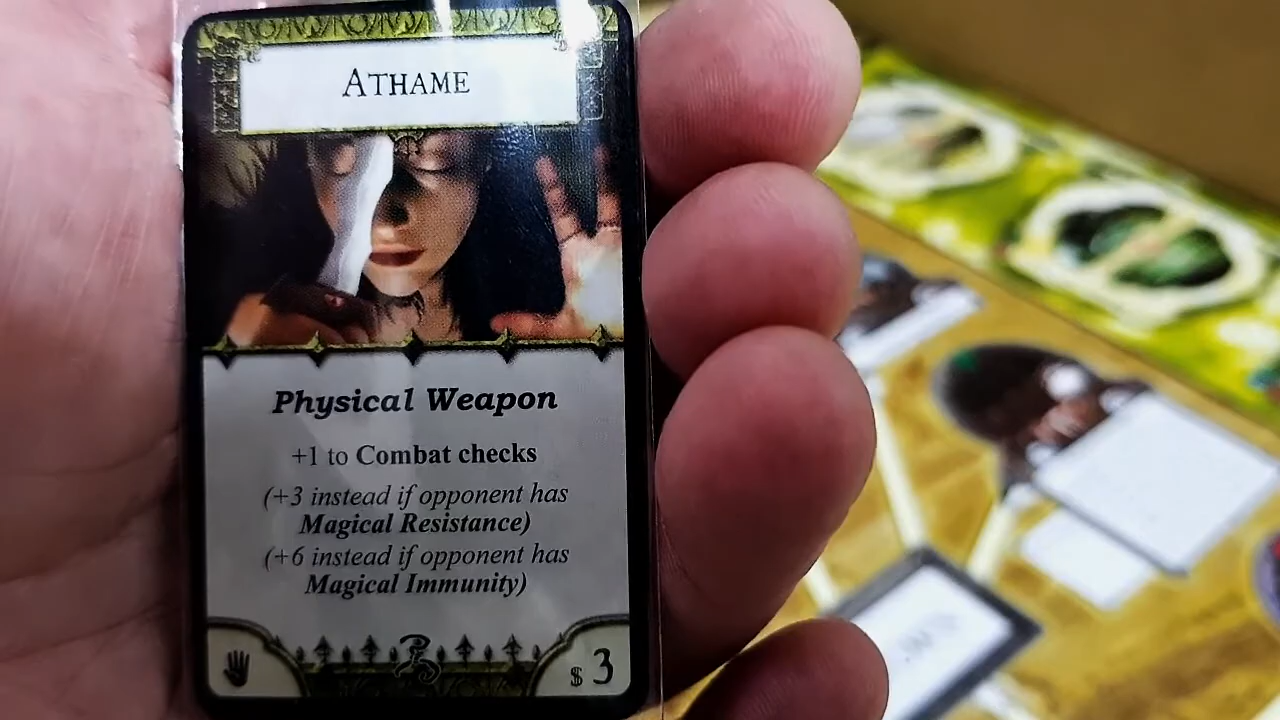 ATHAME
Physical Weapon
+1 to Combat checks
(+3 instead if opponent has
Magical Resistance)
(+6 instead if opponent has
Magical Immunity)
$ 3